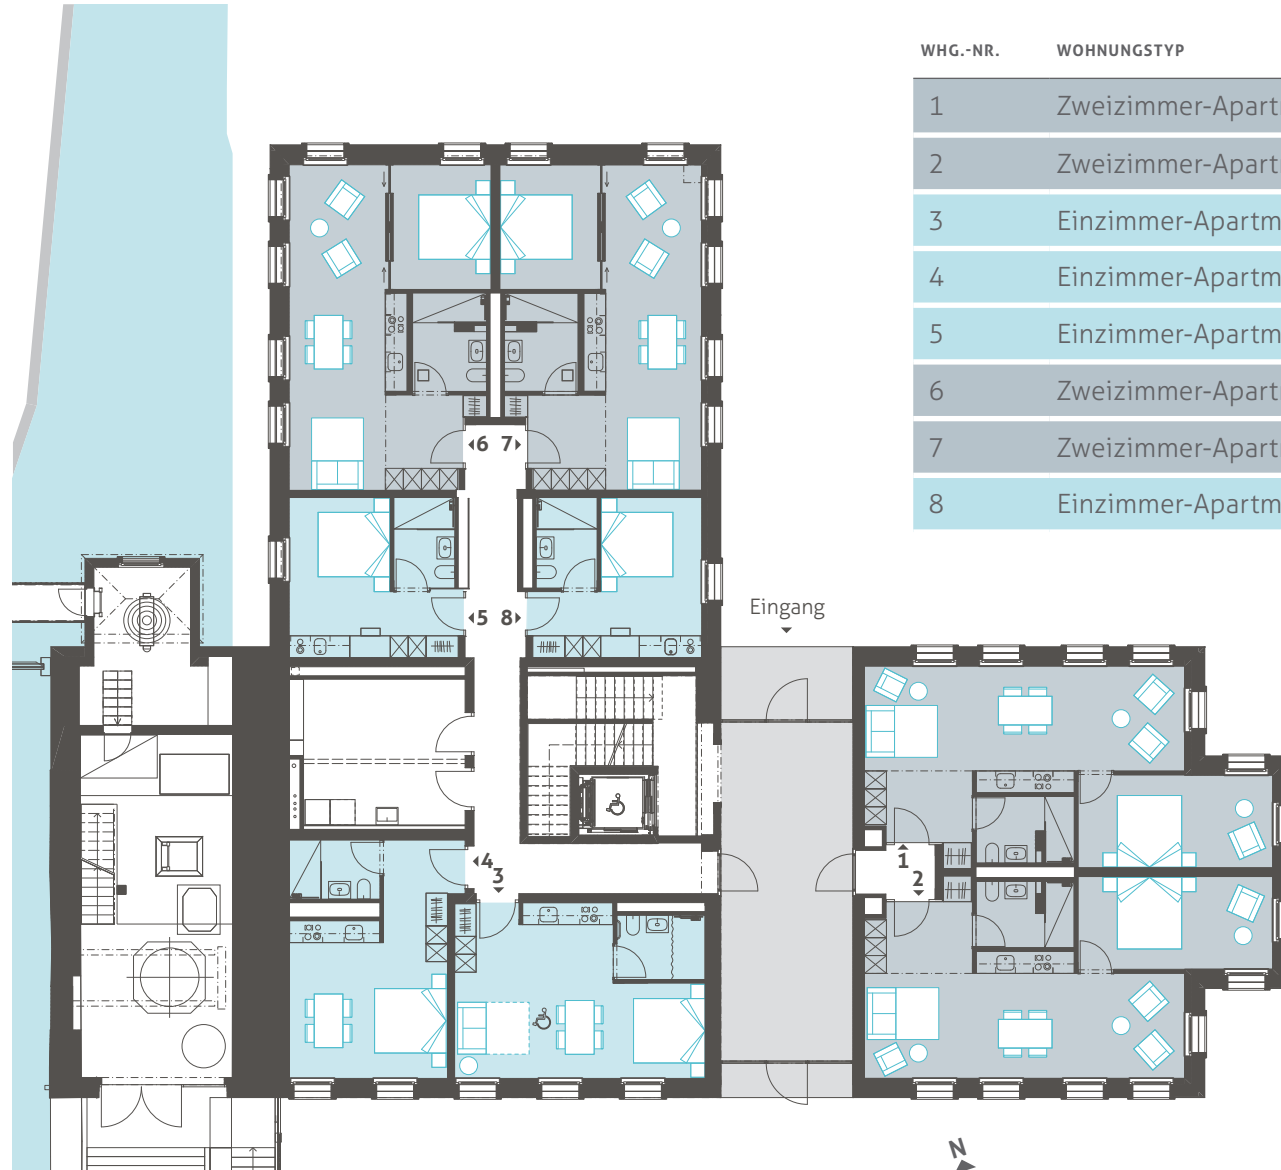 WHG.-NR. WOHNUNGSTYP
1 Zweizimmer-Apart
2 Zweizimmer-Apart
3 Einzimmer-Apartm
4 Einzimmer-Apartm
5 Einzimmer-Apartm
6 Zweizimmer-Apart
7 Zweizimmer-Apart
8 Einzimmer-Apartm
6 7
5 8
Eingang
4
3
1
2
N